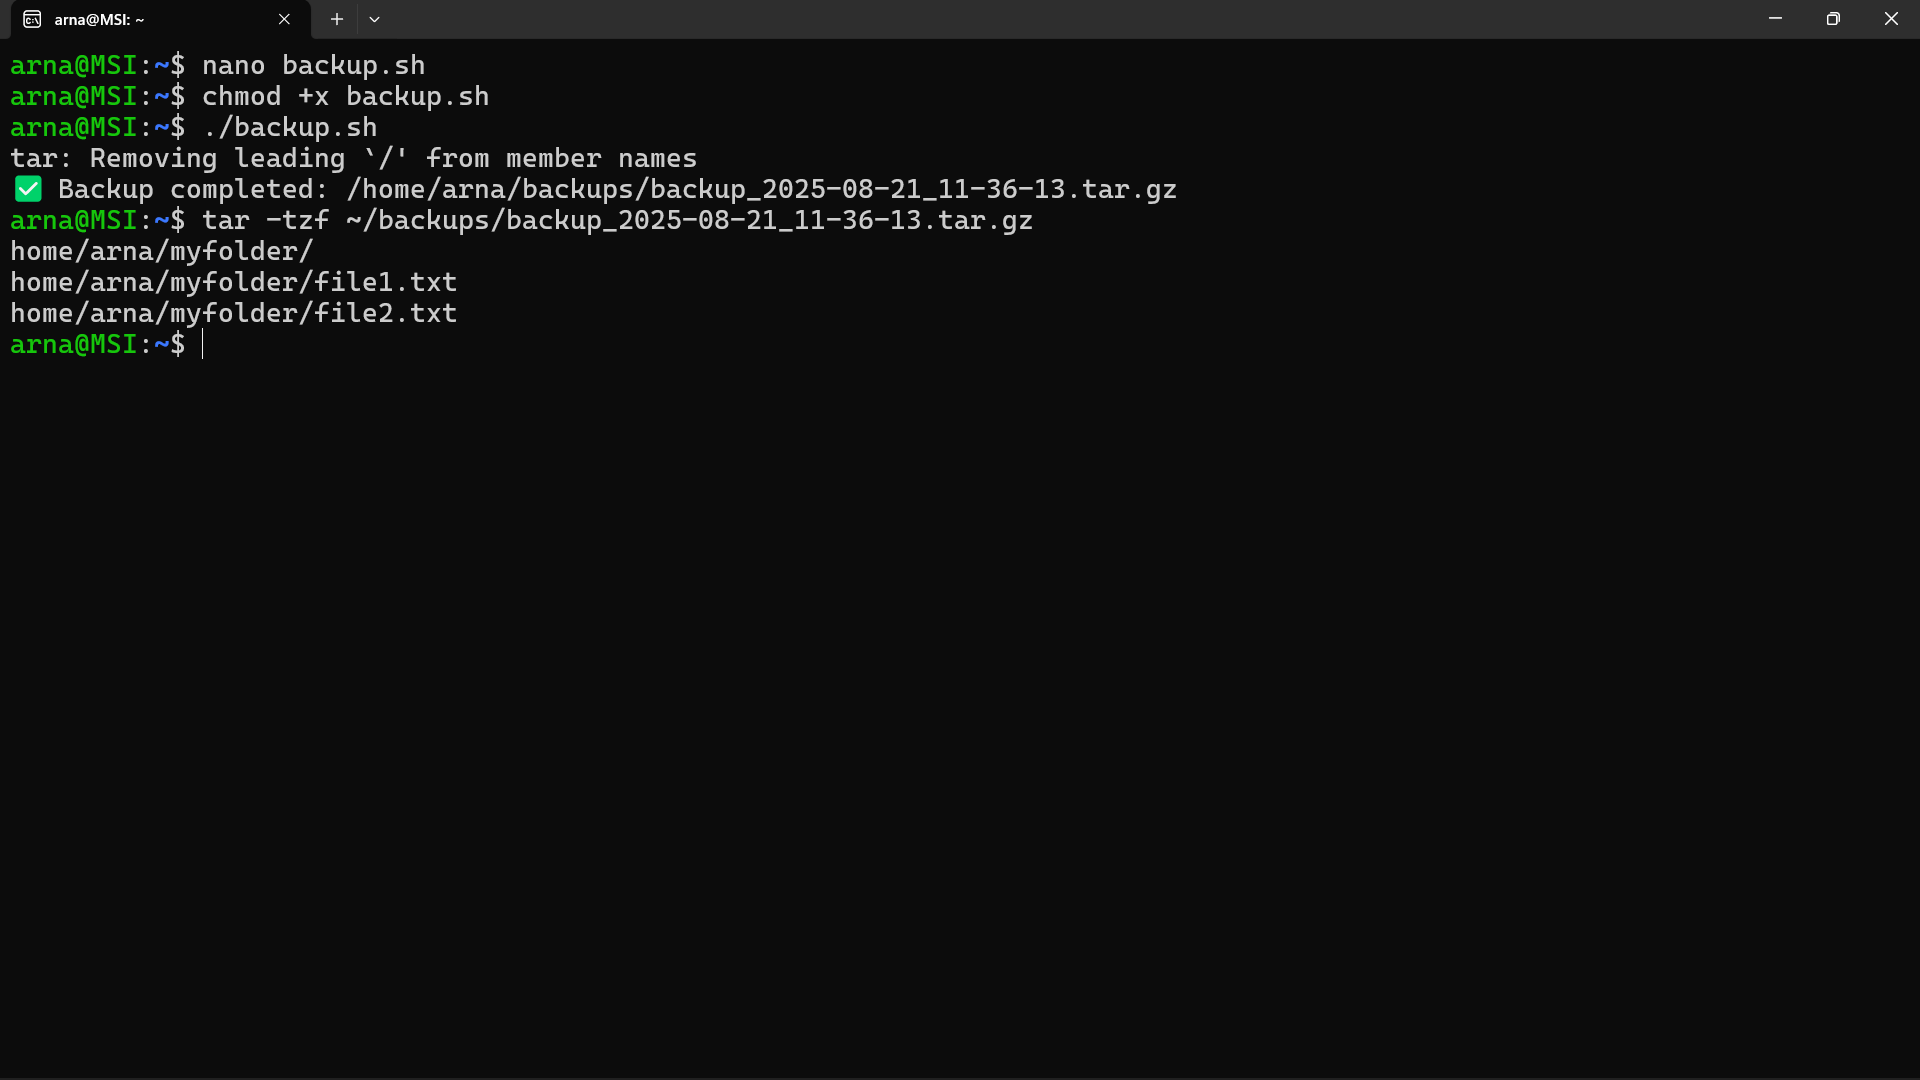 arna@MSI: ~
arna@MSI:~$ nano backup.sh
arna@MSI:~$ chmod +x backup.sh
arna@MSI:~$ ./backup.sh
tar: Removing leading `/' from member names
✅ Backup completed: /home/arna/backups/backup_2025-08-21_11-36-13.tar.gz
arna@MSI:~$ tar -tzf ~/backups/backup_2025-08-21_11-36-13.tar.gz
home/arna/myfolder/
home/arna/myfolder/file1.txt
home/arna/myfolder/file2.txt
arna@MSI:~$